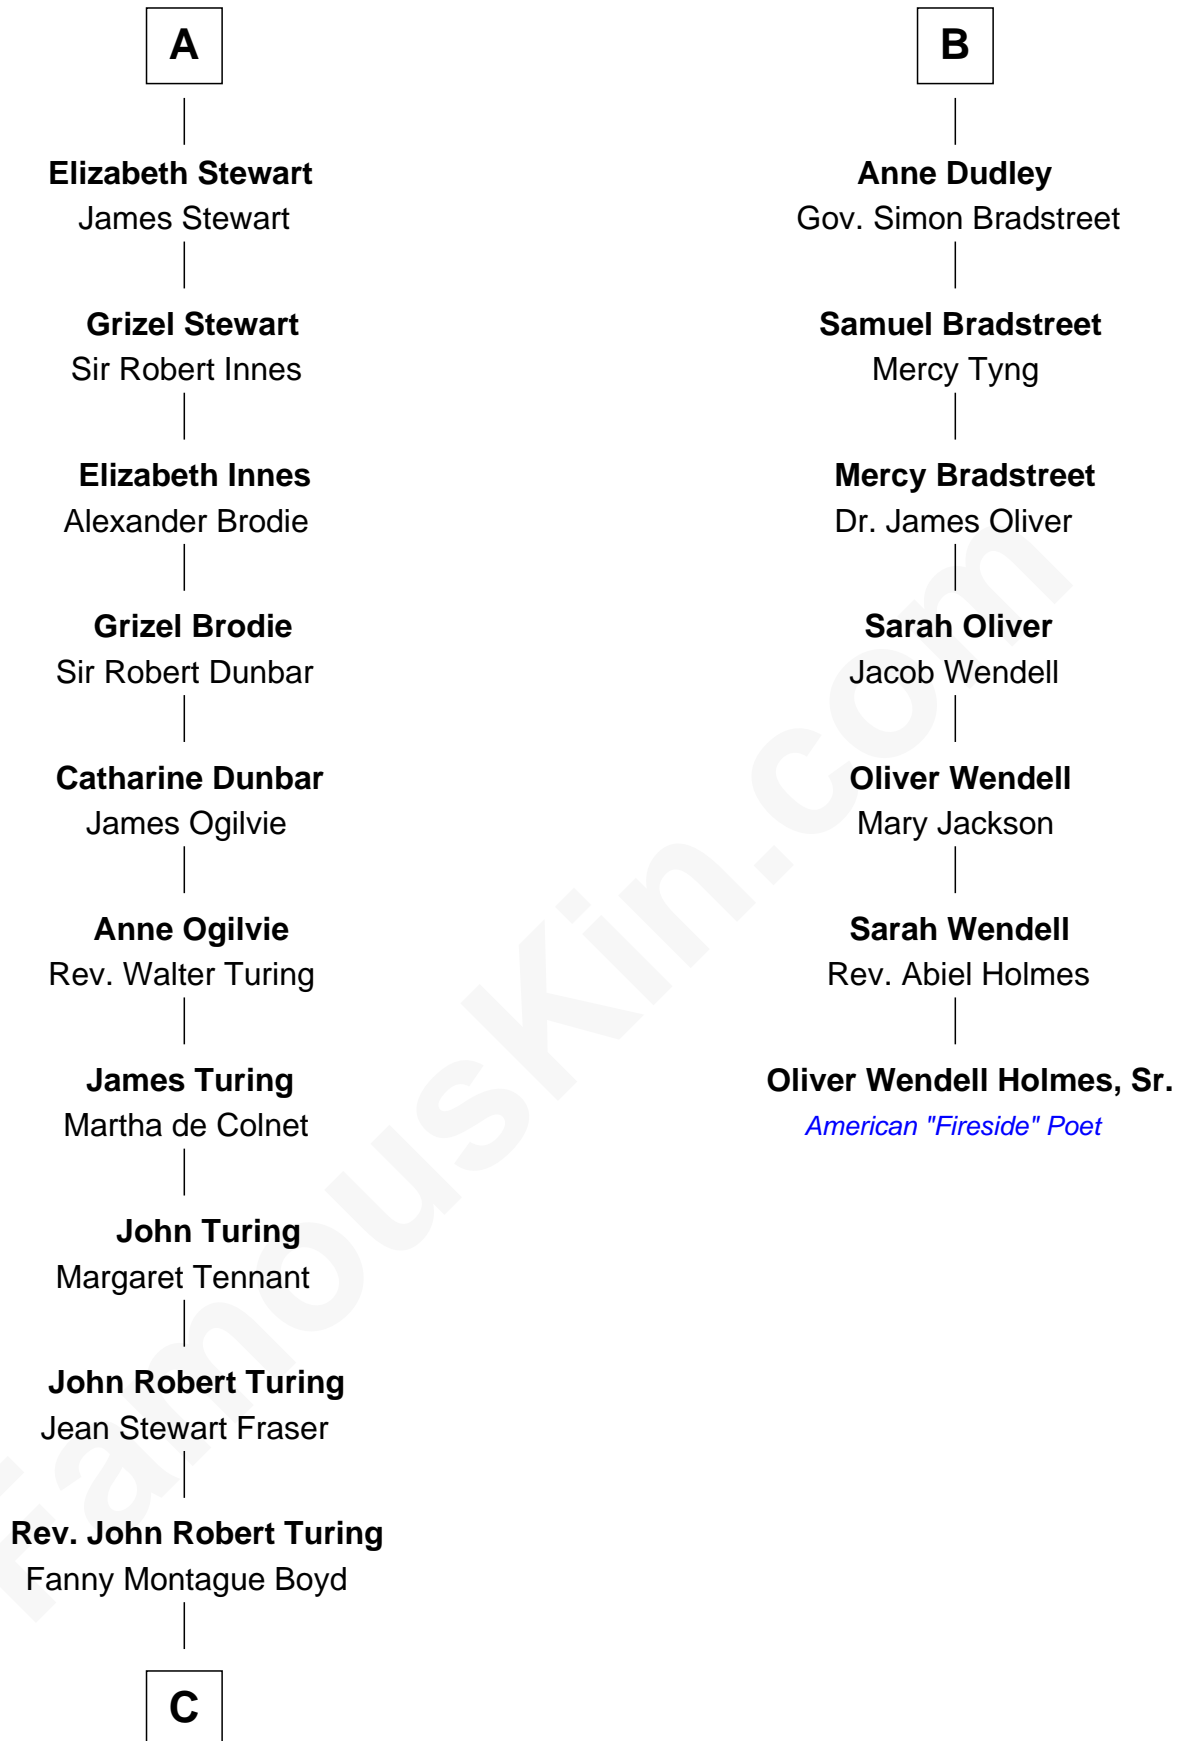 A
Elizabeth Stewart
James Stewart
Grizel Stewart
Sir Robert Innes
Elizabeth Innes
Alexander Brodie
Grizel Brodie
Sir Robert Dunbar
Catharine Dunbar
James Ogilvie
Anne Ogilvie
Rev. Walter Turing
James Turing
Martha de Colnet
John Turing
Margaret Tennant
John Robert Turing
Jean Stewart Fraser
Rev. John Robert Turing
Fanny Montague Boyd
C
B
Anne Dudley
Gov. Simon Bradstreet
Samuel Bradstreet
Mercy Tyng
Mercy Bradstreet
Dr. James Oliver
Sarah Oliver
Jacob Wendell
Oliver Wendell
Mary Jackson
Sarah Wendell
Rev. Abiel Holmes
Oliver Wendell Holmes, Sr.
American "Fireside" Poet
FamousKin.com